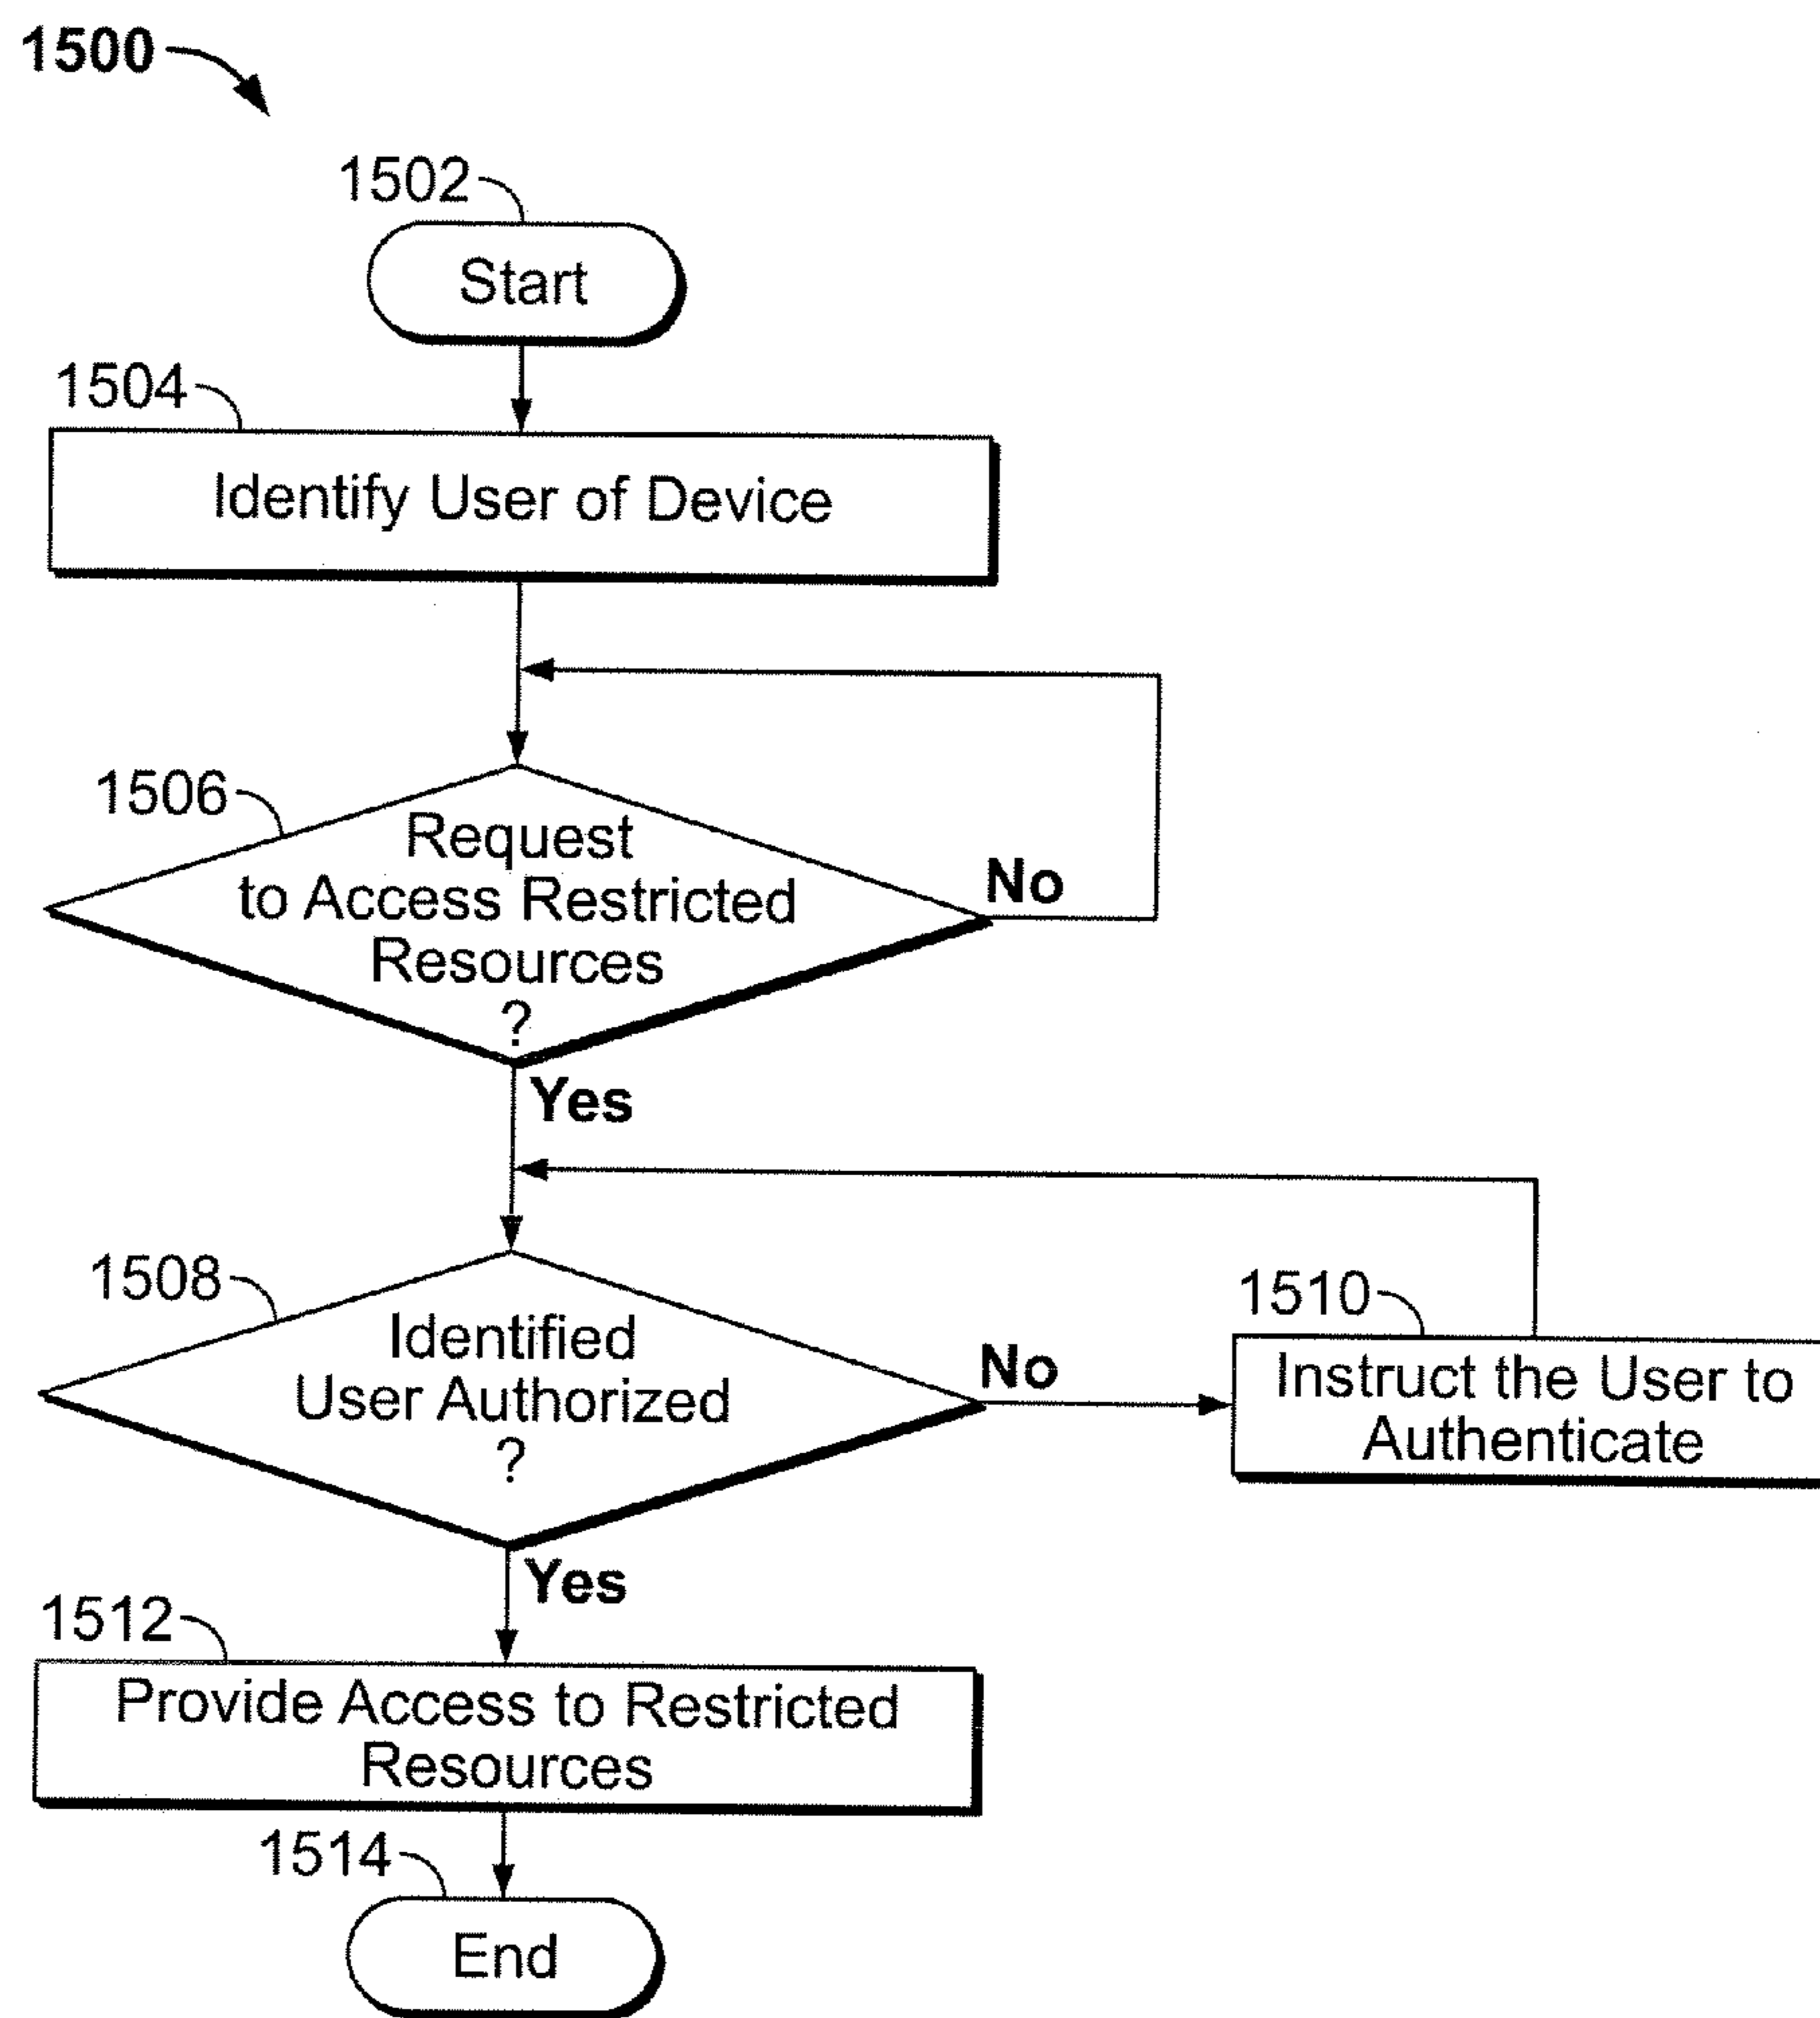 1500
1502
Start
1504
Identify User of Device
1506
Request
to Access Restricted
Resources
?
No
Yes
1508
Identified
User Authorized
?
No
1510
Instruct the User to
Authenticate
Yes
1512
Provide Access to Restricted
Resources
1514
End